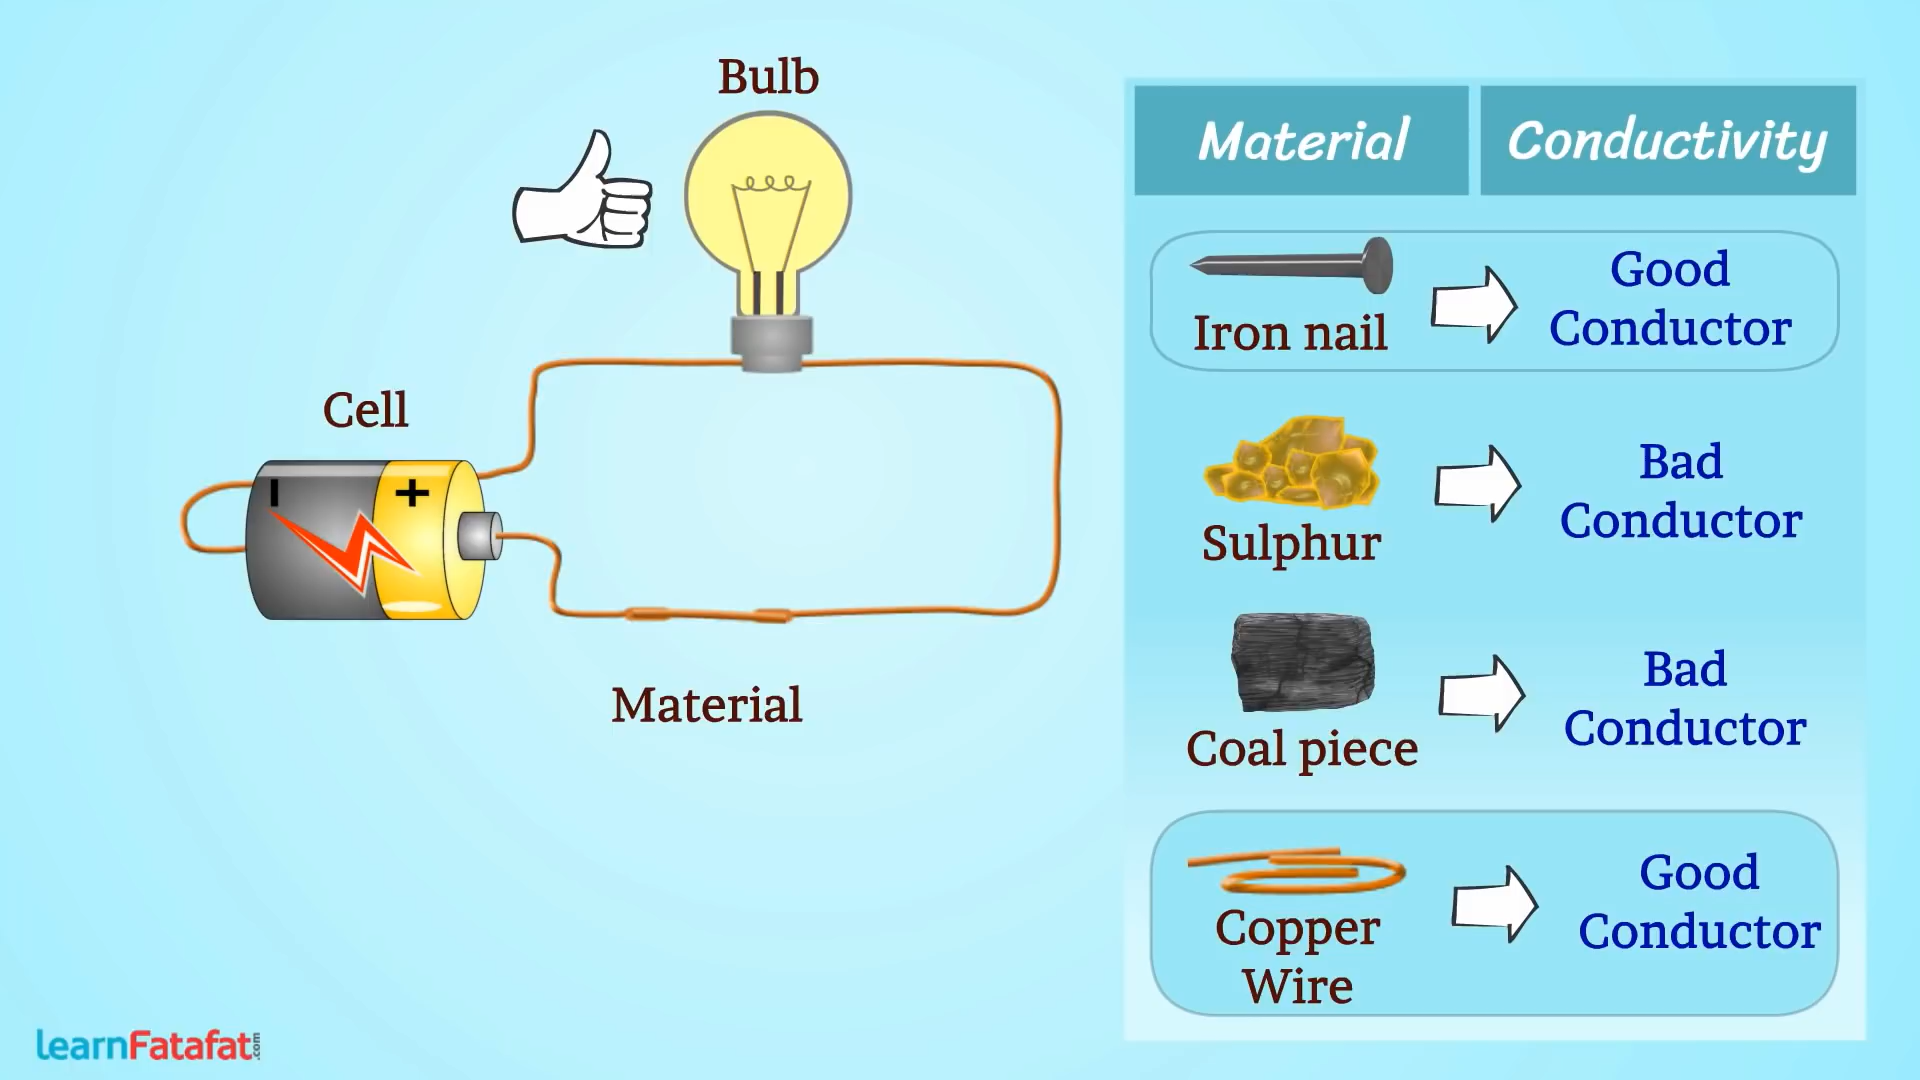 Bulb
Cell
- +
Material
Material Conductivity
Iron nail
Good
Conductor
Sulphur
Bad
Conductor
Coal piece
Bad
Conductor
Copper
Wire
Good
Conductor
learnFatafat.com